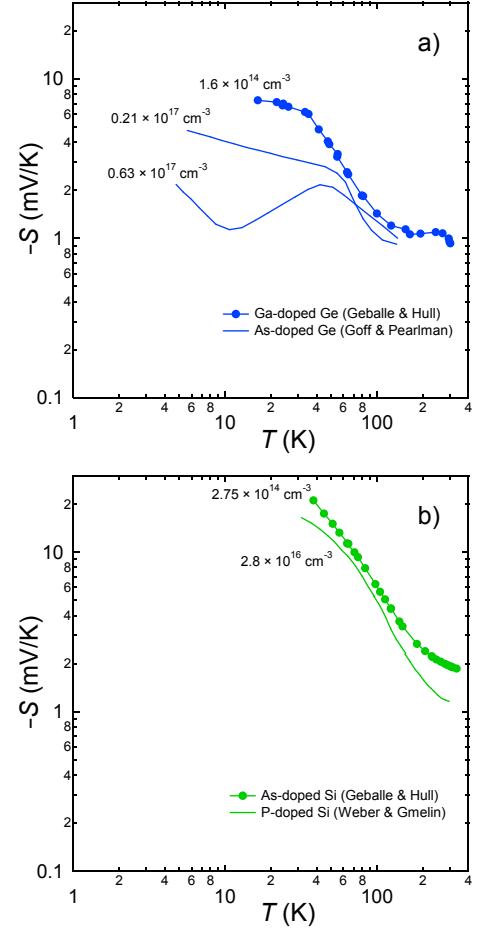 a)
10
8
6
4
2
1
8
6
4
2
0.1
−S (mV/K)
1.6 × 10¹⁴ cm⁻³
0.21 × 10¹⁷ cm⁻³
0.63 × 10¹⁷ cm⁻³
Ga-doped Ge (Geballe & Hull)
As-doped Ge (Goff & Pearlman)
1 2 4 6 8 10 2 4 6 8 100 2 4
T (K)
b)
2
10
8
6
4
2
1
8
6
4
2
0.1
−S (mV/K)
2.75 × 10¹⁴ cm⁻³
2.8 × 10¹⁶ cm⁻³
As-doped Si (Geballe & Hull)
P-doped Si (Weber & Gmelin)
1 2 4 6 8 10 2 4 6 8 100 2 4
T (K)